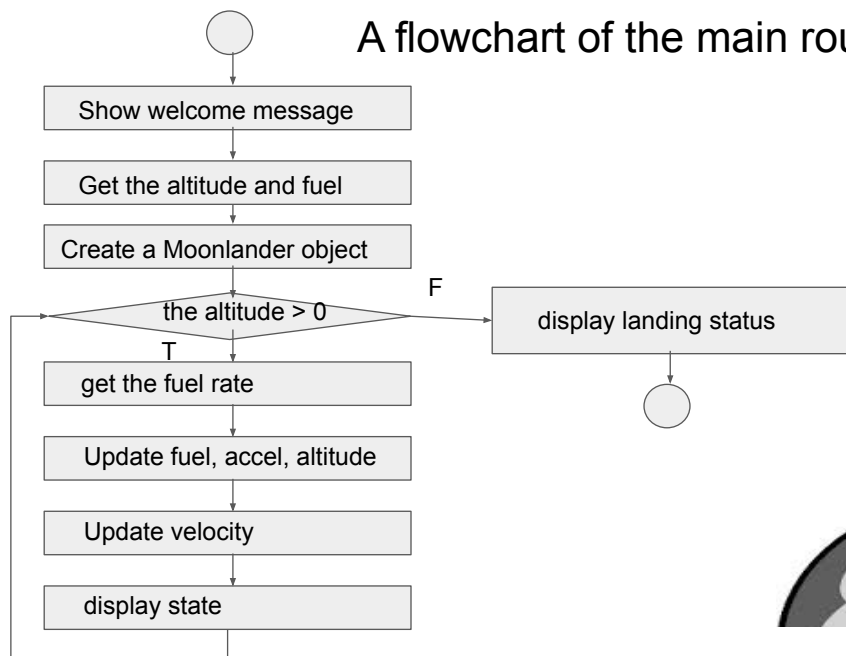 A flowchart of the main
Show welcome message
Get the altitude and fuel
Create a Moonlander object
the altitude > 0
F
display landing status
T
get the fuel rate
Update fuel, accel, altitude
Update velocity
display state